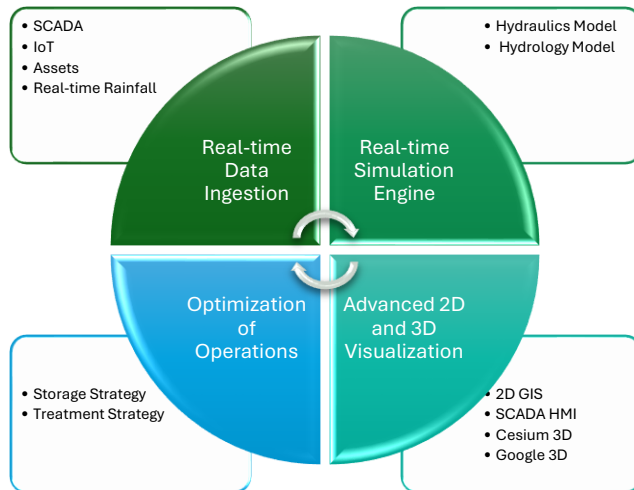 • SCADA
• IoT
• Assets
• Real-time Rainfall
• Hydraulics Model
• Hydrology Model
Real-time
Data
Ingestion
Real-time
Simulation
Engine
Optimization
of
Operations
Advanced 2D
and 3D
Visualization
• Storage Strategy
• Treatment Strategy
• 2D GIS
• SCADA HMI
• Cesium 3D
• Google 3D